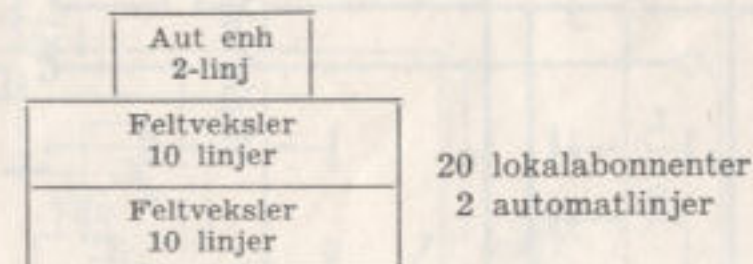 Aut enh
2-linj
Feltveksler
10 linjer
Feltveksler
10 linjer
20 lokalabonnenter
2 automatlinjer